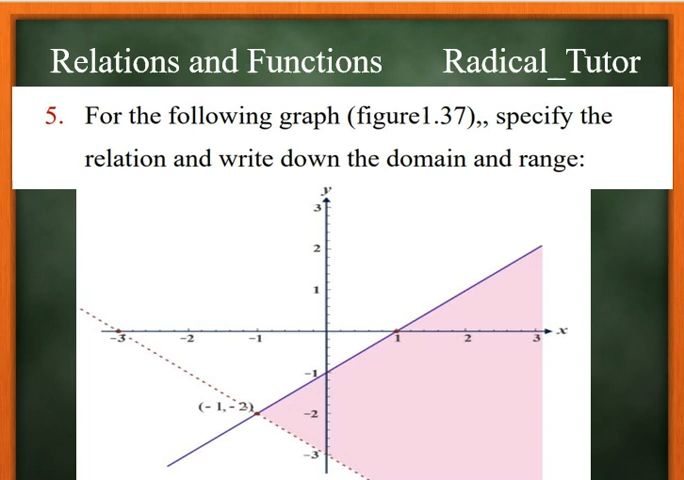 Relations and Functions Radical_Tutor
5. For the following graph (figure1.37),, specify the
relation and write down the domain and range:
y
3
2
1
-3 -2 -1 1 2 3 x
-1
(- 1,- 2)
-2
-3